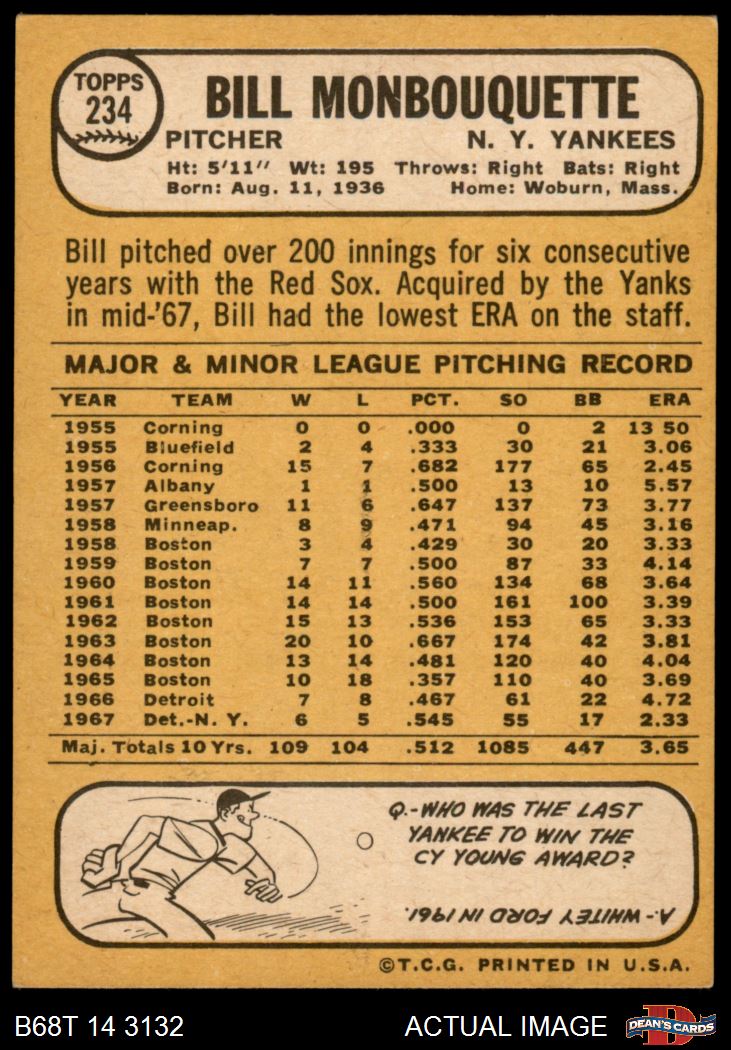 TOPPS
234
BILL MONBOUQUETTE
PITCHER N. Y. YANKEES
Ht: 5'11" Wt: 195 Throws: Right Bats: Right
Born: Aug. 11, 1936 Home: Woburn, Mass.
Bill pitched over 200 innings for six consecutive
years with the Red Sox. Acquired by the Yanks
in mid-'67, Bill had the lowest ERA on the staff.
MAJOR & MINOR LEAGUE PITCHING RECORD
YEAR TEAM W L PCT. SO BB ERA
1955 Corning 0 0 .000 0 2 13 50
1955 Bluefield 2 4 .333 30 21 3.06
1956 Corning 15 7 .682 177 65 2.45
1957 Albany 1 1 .500 13 10 5.57
1957 Greensboro 11 6 .647 137 73 3.77
1958 Minneap. 8 9 .471 94 45 3.16
1958 Boston 3 4 .429 30 20 3.33
1959 Boston 7 7 .500 87 33 4.14
1960 Boston 14 11 .560 134 68 3.64
1961 Boston 14 14 .500 161 100 3.39
1962 Boston 15 13 .536 153 65 3.33
1963 Boston 20 10 .667 174 42 3.81
1964 Boston 13 14 .481 120 40 4.04
1965 Boston 10 18 .357 110 40 3.69
1966 Detroit 7 8 .467 61 22 4.72
1967 Det.-N. Y. 6 5 .545 55 17 2.33
Maj. Totals 10 Yrs. 109 104 .512 1085 447 3.65
Q.-WHO WAS THE LAST
YANKEE TO WIN THE
CY YOUNG AWARD?
A.-WHITEY FORD IN 1961.
©T.C.G. PRINTED IN U.S.A.
B68T 14 3132 ACTUAL IMAGE
D
DEAN'S CARDS